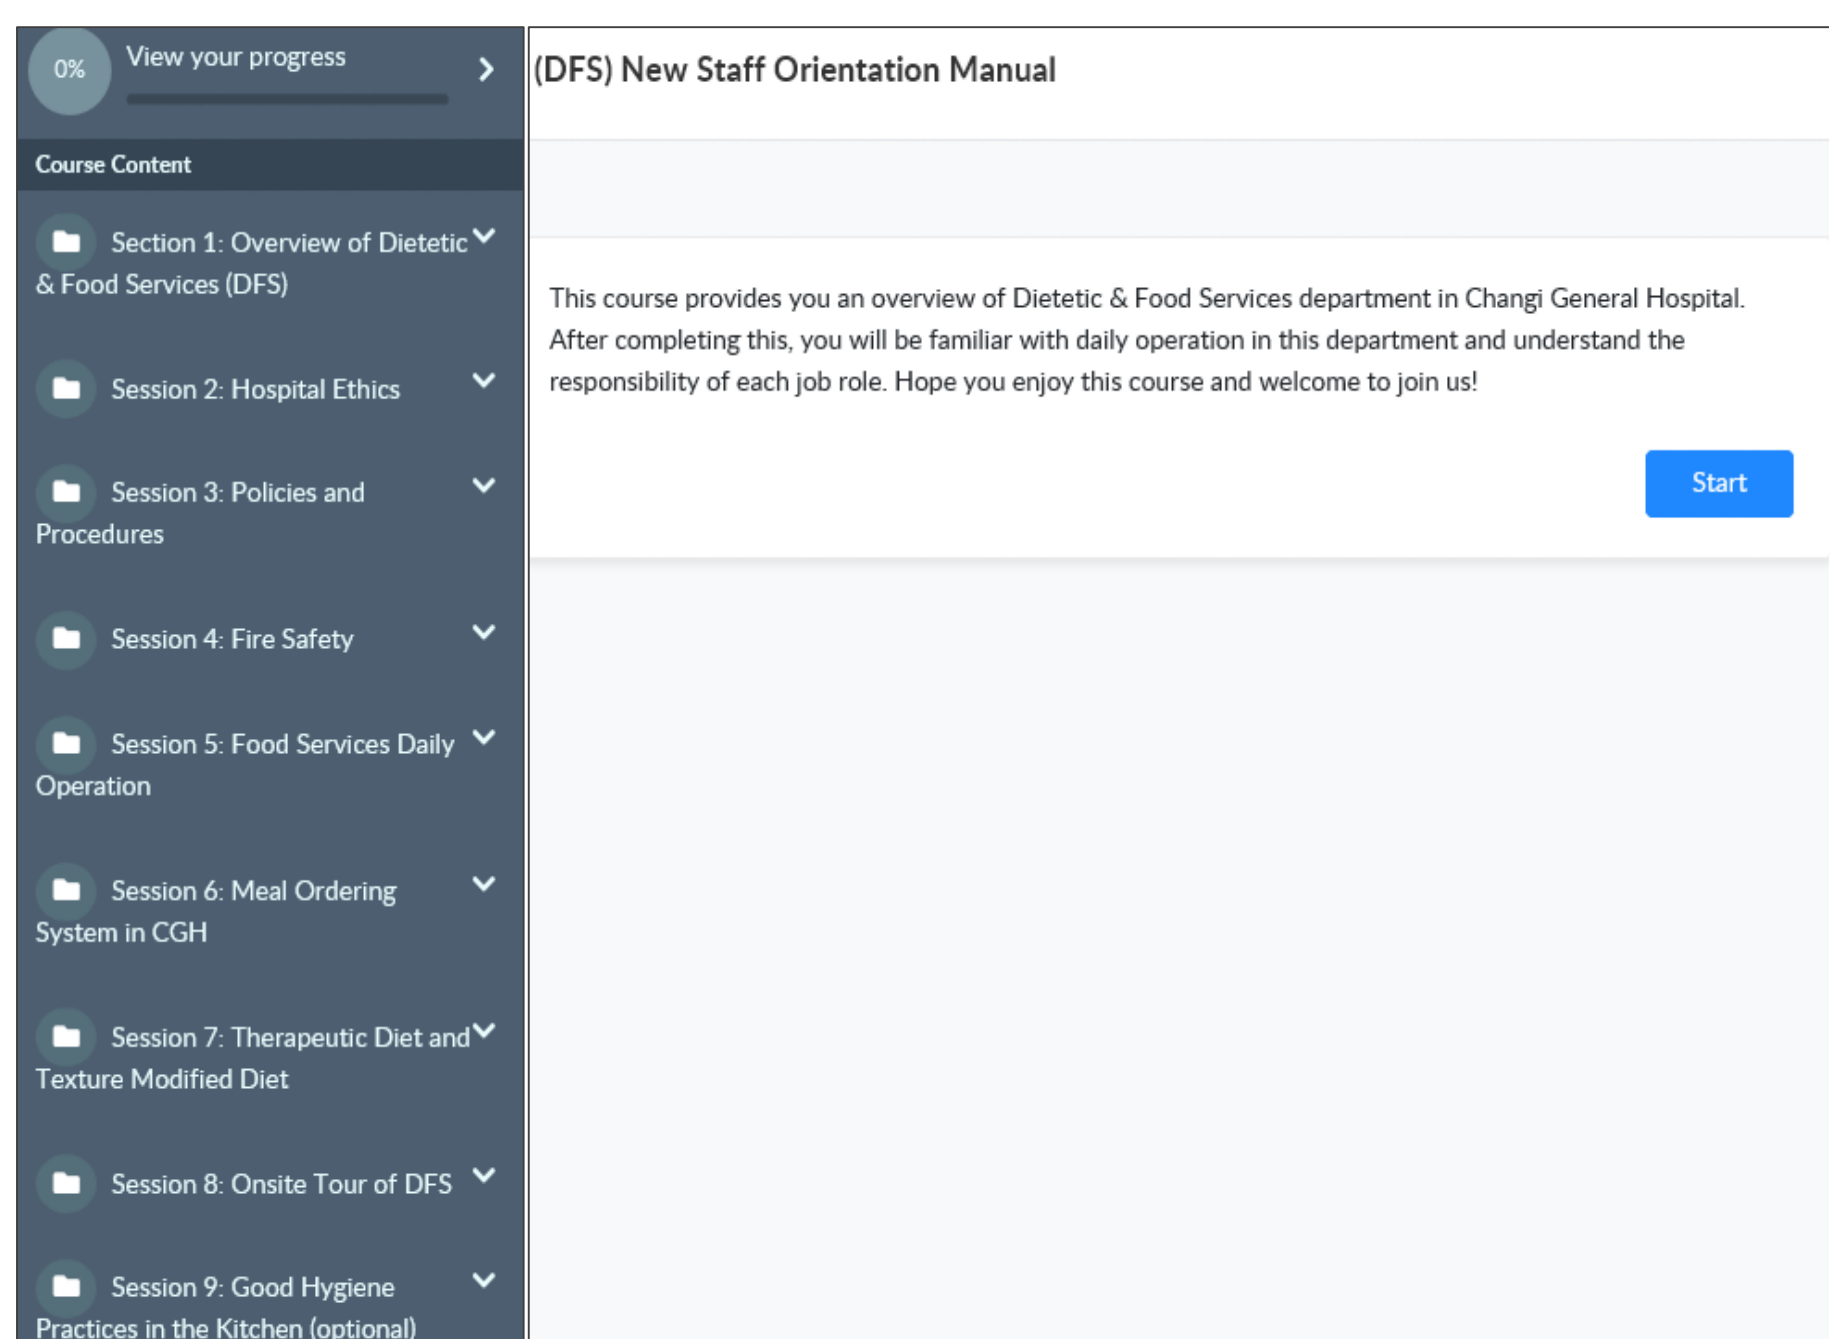 0%
View your progress
Course Content
Section 1: Overview of Dietetic
& Food Services (DFS)
Session 2: Hospital Ethics
Session 3: Policies and
Procedures
Session 4: Fire Safety
Session 5: Food Services Daily
Operation
Session 6: Meal Ordering
System in CGH
Session 7: Therapeutic Diet and
Texture Modified Diet
Session 8: Onsite Tour of DFS
Session 9: Good Hygiene
Practices in the Kitchen (optional)
(DFS) New Staff Orientation Manual
This course provides you an overview of Dietetic & Food Services department in Changi General Hospital.
After completing this, you will be familiar with daily operation in this department and understand the
responsibility of each job role. Hope you enjoy this course and welcome to join us!
Start